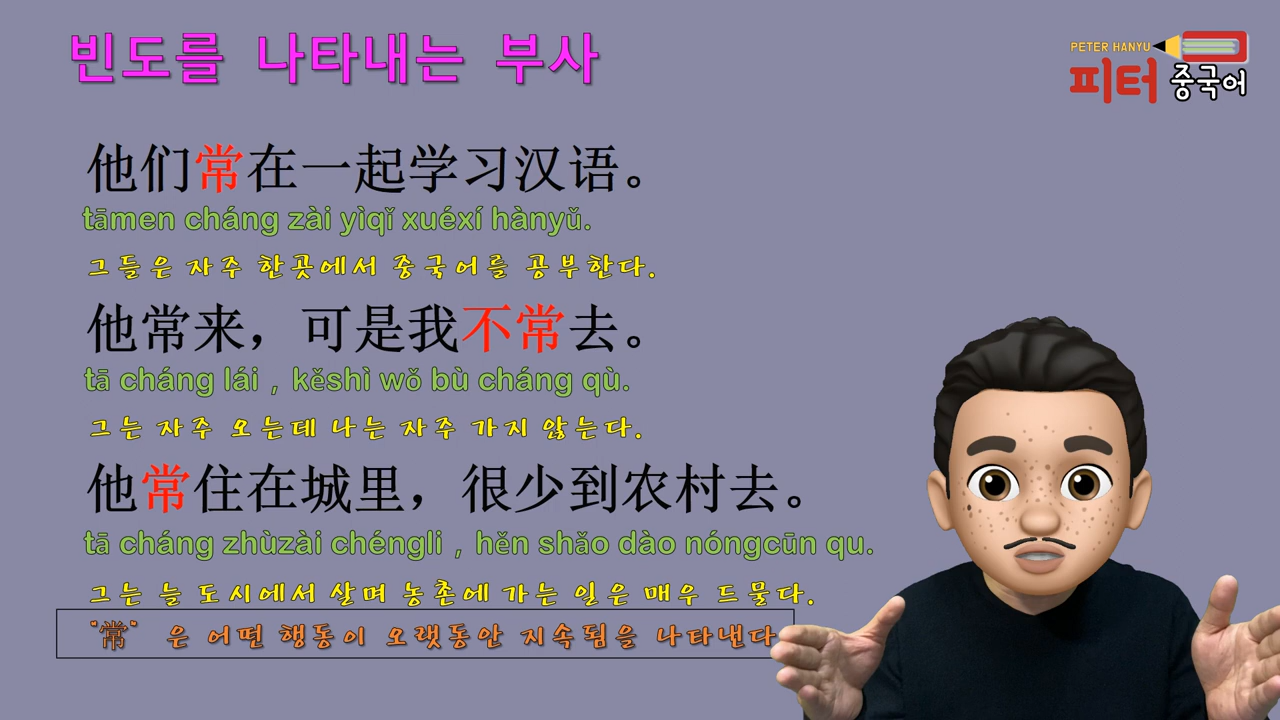 빈도를 나타내는 부사
PETER HANYU
피터 중국어
他们常在一起学习汉语。
tāmen cháng zài yìqǐ xuéxí hànyǔ.
그들은 자주 한곳에서 중국어를 공부한다.
他常来，可是我不常去。
tā cháng lái，kěshì wǒ bù cháng qù.
그는 자주 오는데 나는 자주 가지 않는다.
他常住在城里，很少到农村去。
tā cháng zhùzài chéngli，hěn shǎo dào nóngcūn qu.
그는 늘 도시에서 살며 농촌에 가는 일은 매우 드물다.
"常" 은 어떤 행동이 오랫동안 지속됨을 나타낸다